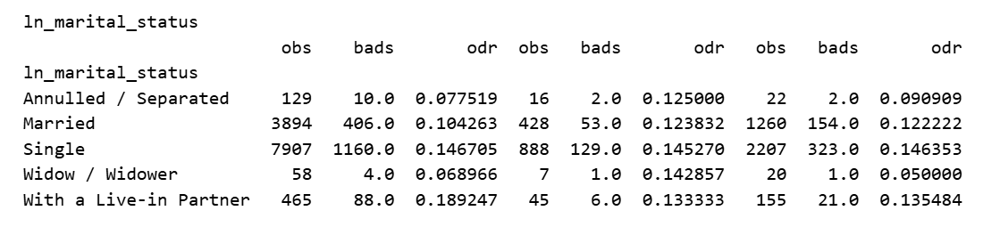 ln_marital_status
obs bads odr obs bads odr obs bads odr
ln_marital_status
Annulled / Separated 129 10.0 0.077519 16 2.0 0.125000 22 2.0 0.090909
Married 3894 406.0 0.104263 428 53.0 0.123832 1260 154.0 0.122222
Single 7907 1160.0 0.146705 888 129.0 0.145270 2207 323.0 0.146353
Widow / Widower 58 4.0 0.068966 7 1.0 0.142857 20 1.0 0.050000
With a Live-in Partner 465 88.0 0.189247 45 6.0 0.133333 155 21.0 0.135484